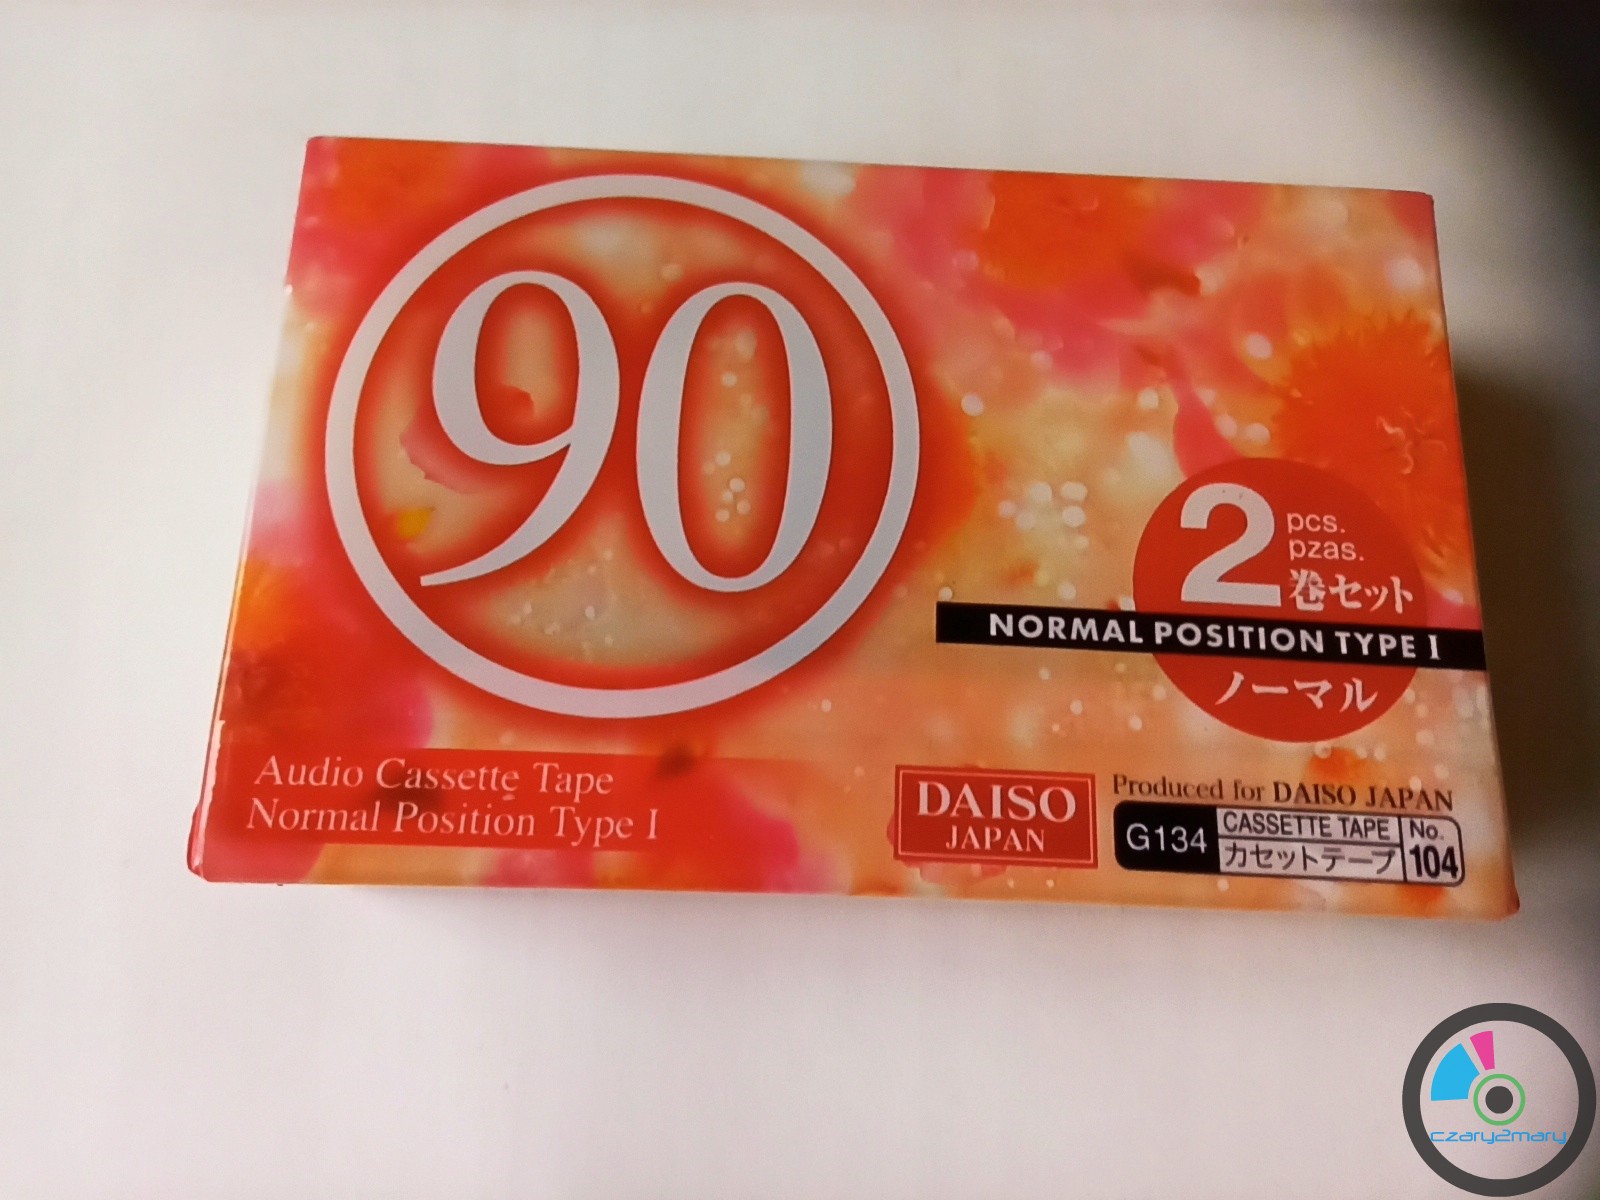 90
2
pcs.
pzas.
巻セット
NORMAL POSITION TYPE I
ノーマル
Audio Cassette Tape
Normal Position Type I
DAISO
JAPAN
Produced for DAISO JAPAN
G134
CASSETTE TAPE
カセットテープ
No.
104
czary2mary